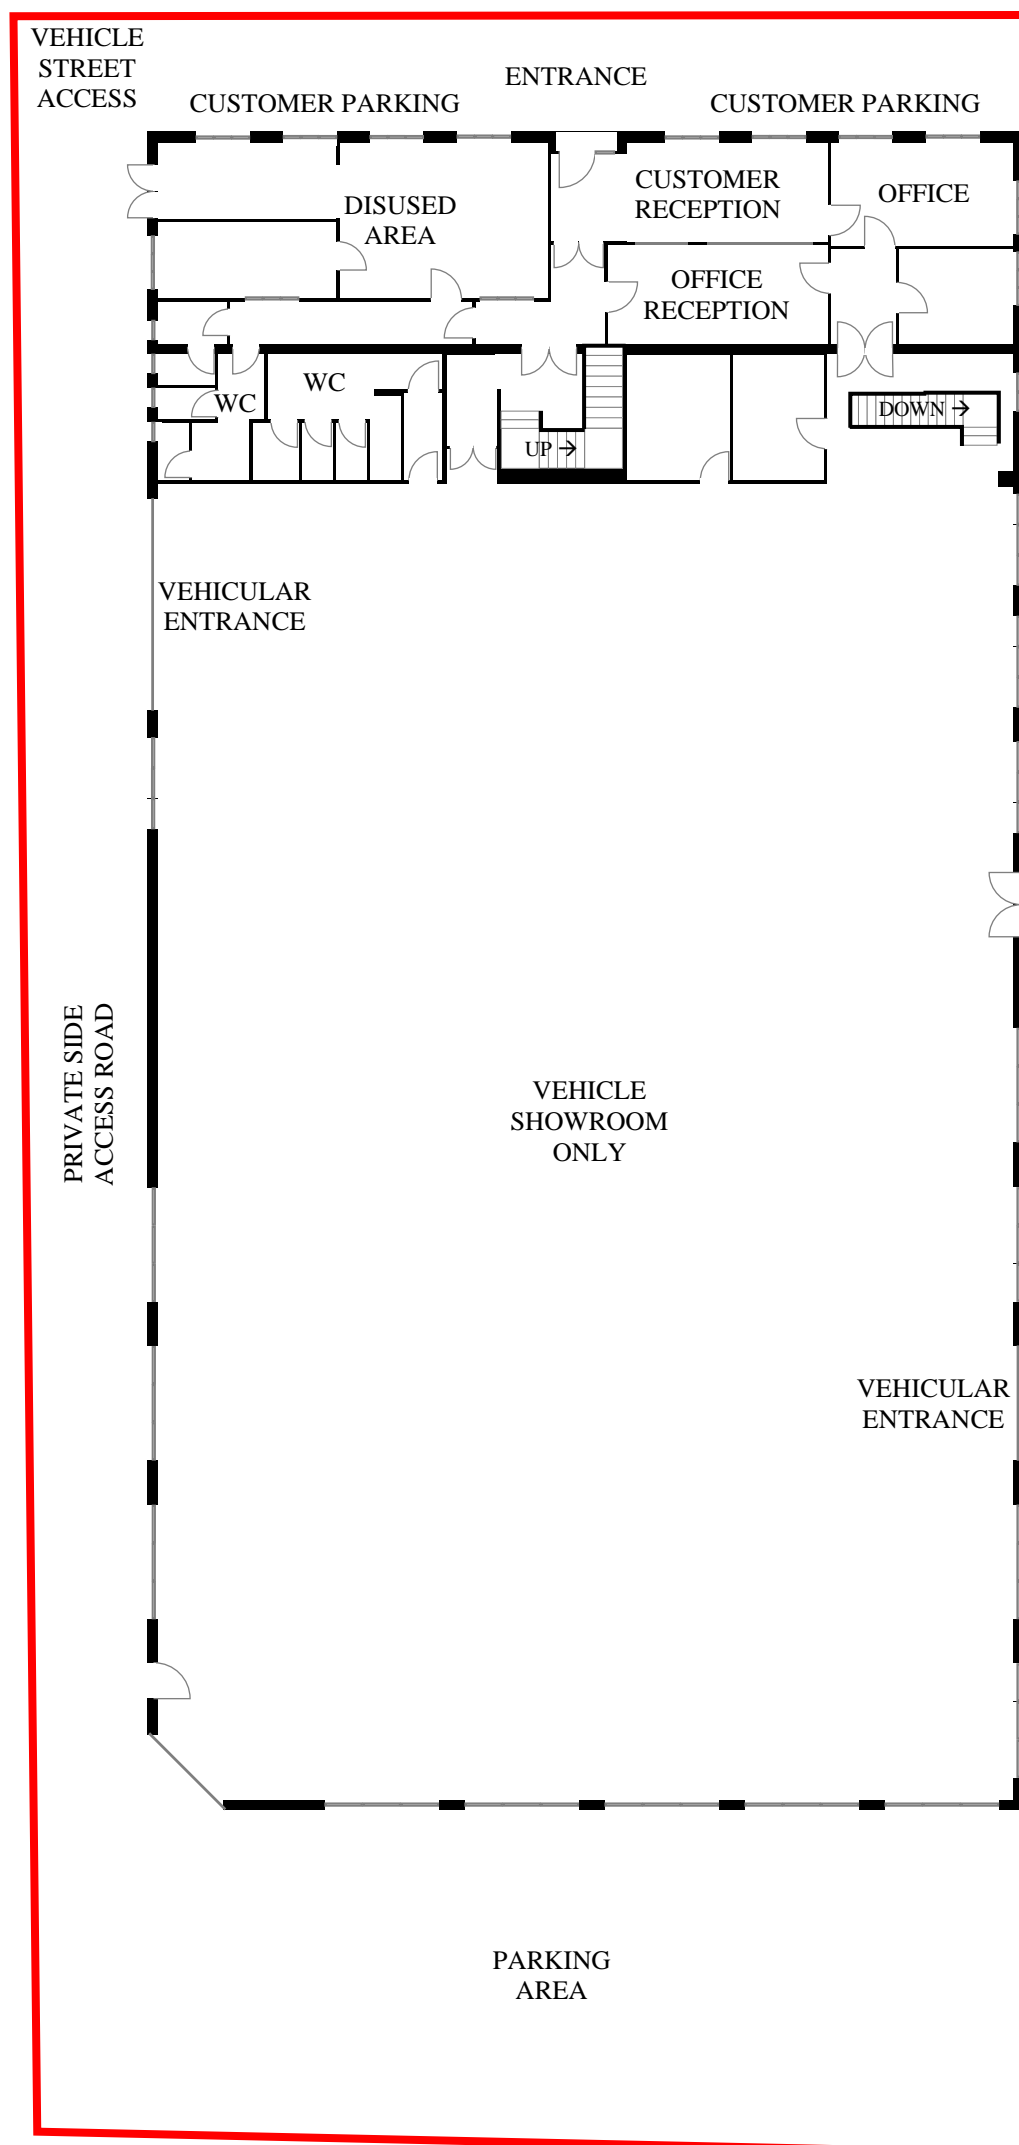 VEHICLE
STREET
ACCESS
ENTRANCE
CUSTOMER PARKING
CUSTOMER PARKING
DISUSED
AREA
CUSTOMER
RECEPTION
OFFICE
OFFICE
RECEPTION
WC
WC
UP →
DOWN →
VEHICULAR
ENTRANCE
PRIVATE SIDE
ACCESS ROAD
VEHICLE
SHOWROOM
ONLY
VEHICULAR
ENTRANCE
PARKING
AREA